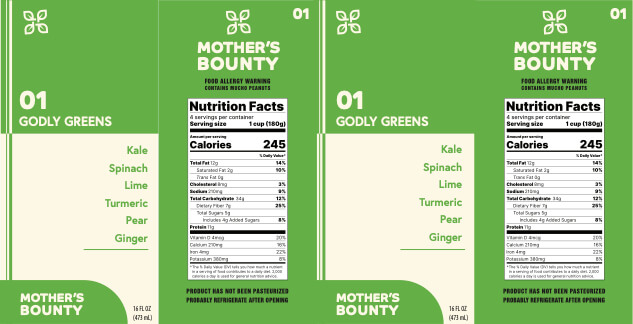 01
GODLY GREENS
Kale
Spinach
Lime
Turmeric
Pear
Ginger
MOTHER'S
BOUNTY
16 FL OZ
(473 mL)
01
MOTHER'S
BOUNTY
FOOD ALLERGY WARNING
CONTAINS MUCHO PEANUTS
Nutrition Facts
4 servings per container
Serving size 1 cup (180g)
Amount per serving
Calories 245
% Daily Value*
Total Fat 12g 14%
Saturated Fat 2g 10%
Trans Fat 0g
Cholesterol 8mg 3%
Sodium 210mg 9%
Total Carbohydrate 34g 12%
Dietary Fiber 7g 25%
Total Sugars 5g
Includes 4g Added Sugars 8%
Protein 11g
Vitamin D 4mcg 20%
Calcium 210mg 16%
Iron 4mg 22%
Potassium 380mg 8%
*The % Daily Value (DV) tells you how much a nutrient
in a serving of food contributes to a daily diet. 2,000
calories a day is used for general nutrition advice.
PRODUCT HAS NOT BEEN PASTEURIZED
PROBABLY REFRIGERATE AFTER OPENING
01
GODLY GREENS
Kale
Spinach
Lime
Turmeric
Pear
Ginger
MOTHER'S
BOUNTY
16 FL OZ
(473 mL)
01
MOTHER'S
BOUNTY
FOOD ALLERGY WARNING
CONTAINS MUCHO PEANUTS
Nutrition Facts
4 servings per container
Serving size 1 cup (180g)
Amount per serving
Calories 245
% Daily Value*
Total Fat 12g 14%
Saturated Fat 2g 10%
Trans Fat 0g
Cholesterol 8mg 3%
Sodium 210mg 9%
Total Carbohydrate 34g 12%
Dietary Fiber 7g 25%
Total Sugars 5g
Includes 4g Added Sugars 8%
Protein 11g
Vitamin D 4mcg 20%
Calcium 210mg 16%
Iron 4mg 22%
Potassium 380mg 8%
*The % Daily Value (DV) tells you how much a nutrient
in a serving of food contributes to a daily diet. 2,000
calories a day is used for general nutrition advice.
PRODUCT HAS NOT BEEN PASTEURIZED
PROBABLY REFRIGERATE AFTER OPENING